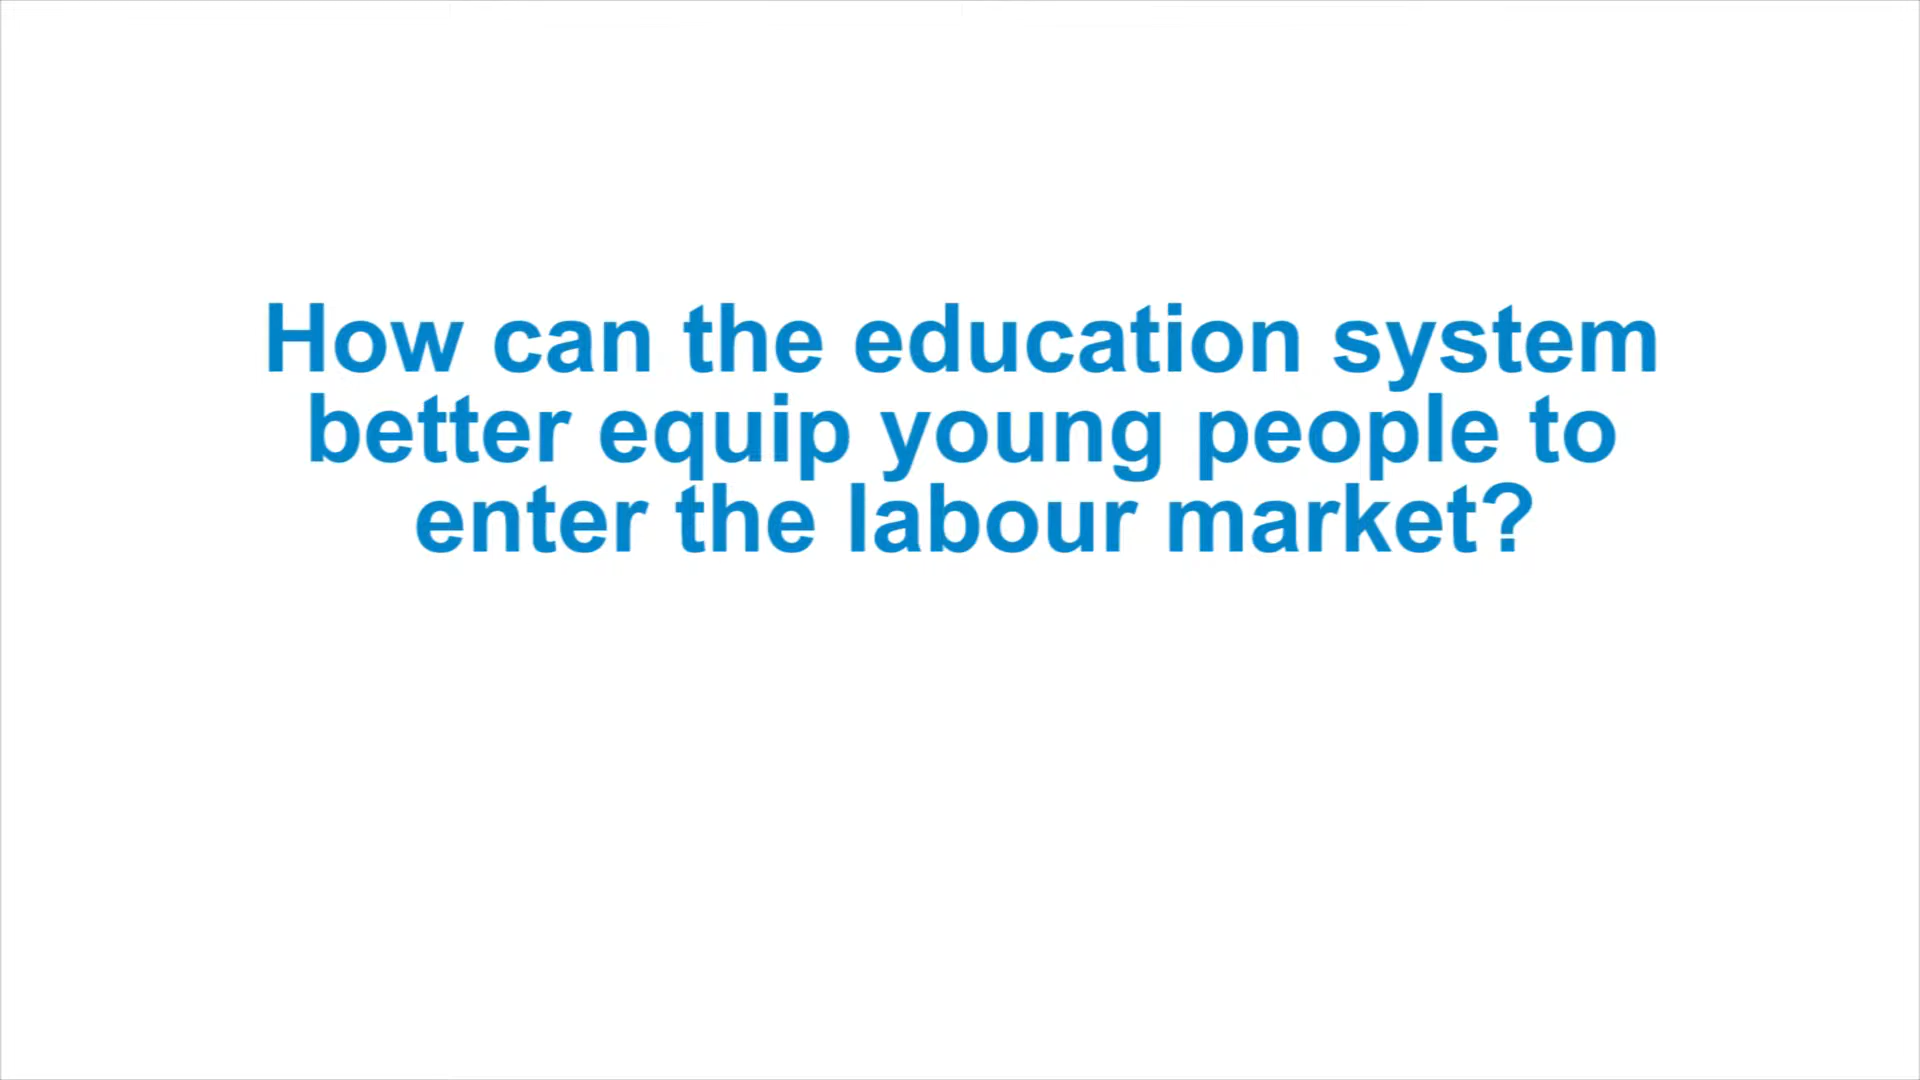 How can the education system
better equip young people to
enter the labour market?